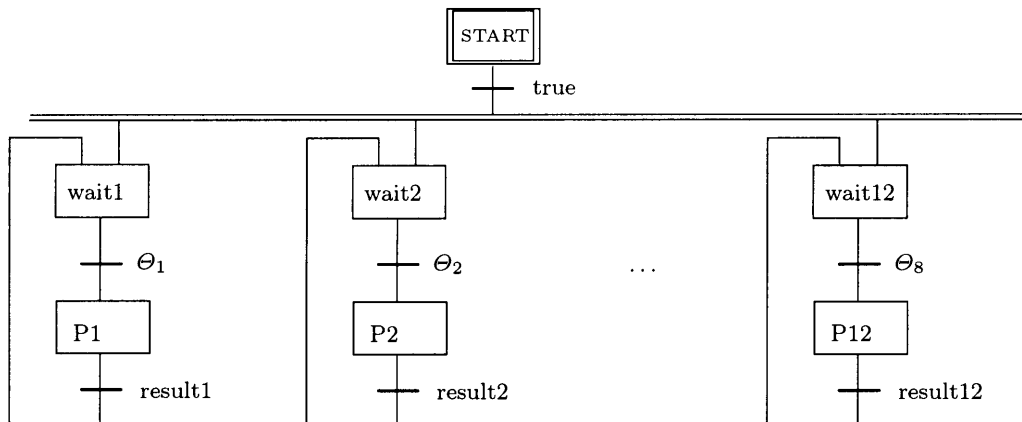 START
true
wait1 wait2 wait12
Θ1 Θ2 ... Θ8
P1 P2 P12
result1 result2 result12